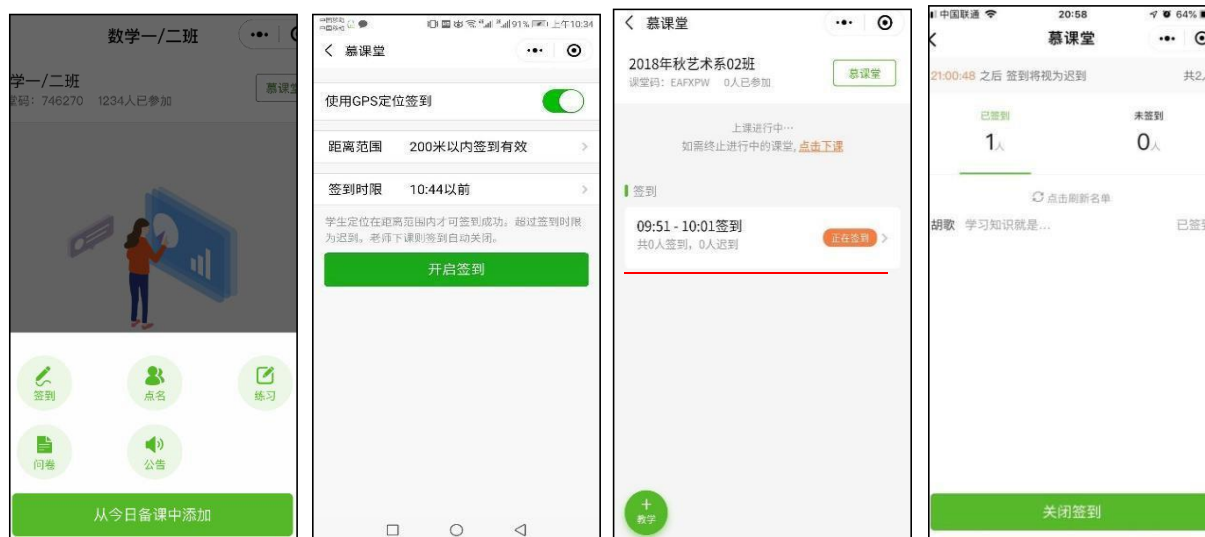 数学一/二班
学一/二班
慕课堂
746270 1234人已参加
签到
点名
练习
问卷
公告
从今日备课中添加
91% 上午10:34
慕课堂
使用GPS定位签到
距离范围 200米以内签到有效
签到时限 10:44以前
学生定位在距离范围内才可签到成功；超过签到时限
为迟到。老师下课则签到自动关闭。
开启签到
慕课堂
2018年秋艺术系02班
课堂码：EAFXPW 0人已参加
慕课堂
上课进行中…
如需终止进行中的课堂, 点击下课
签到
09:51 - 10:01签到
共0人签到，0人迟到
正在签到
+
教学
中国联通 20:58 64%
慕课堂
21:00:48 之后 签到将视为迟到 共2人
已签到
未签到
1人
0人
点击刷新名单
胡歌 学习知识就是... 已签到
关闭签到